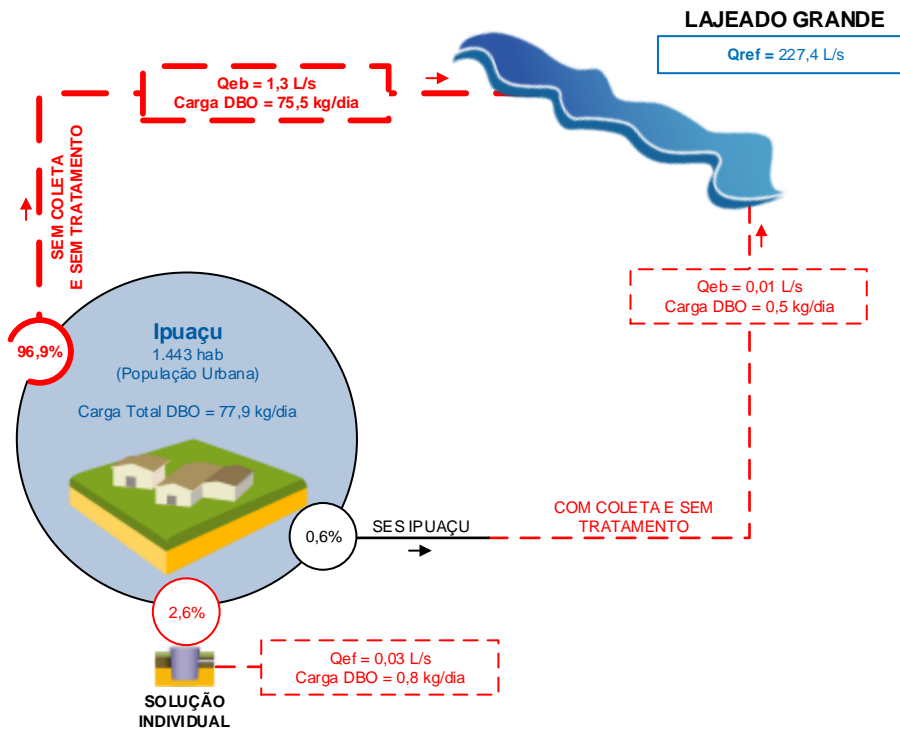 LAJEADO GRANDE
Qref = 227,4 L/s
Qeb = 1,3 L/s
Carga DBO = 75,5 kg/dia
SEM COLETA
E SEM TRATAMENTO
Qeb = 0,01 L/s
Carga DBO = 0,5 kg/dia
96,9%
Ipuaçu
1.443 hab
(População Urbana)
Carga Total DBO = 77,9 kg/dia
0,6%
SES IPUAÇU
COM COLETA E SEM
TRATAMENTO
2,6%
Qef = 0,03 L/s
Carga DBO = 0,8 kg/dia
SOLUÇÃO
INDIVIDUAL